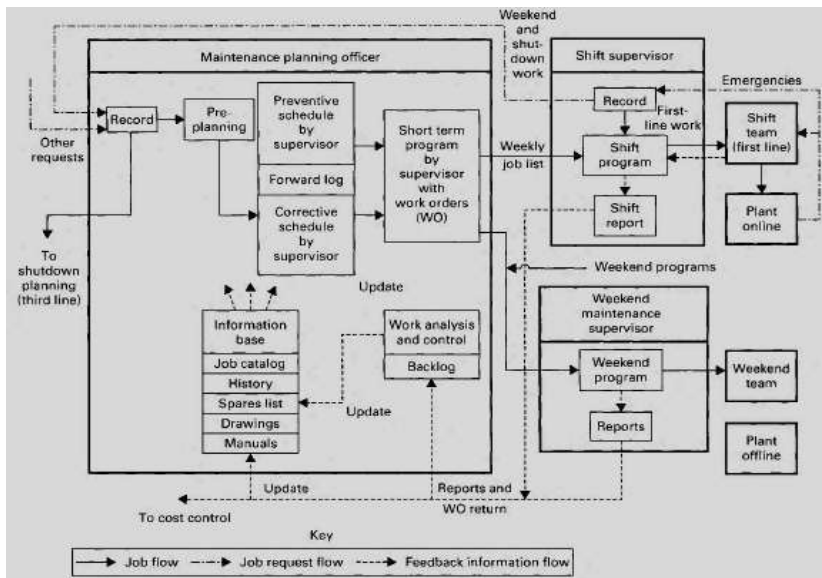 Weekend
and
shut-
down
work
Maintenance planning officer
Shift supervisor
Emergencies
Other
requests
Record
Pre-
planning
Preventive
schedule
by
supervisor
Forward log
Corrective
schedule
by
supervisor
Short term
program
by
supervisor
with
work orders
(WO)
Weekly
job list
Record
First-
line work
Shift
program
Shift
report
Shift
team
(first line)
Plant
online
To
shutdown
planning
(third line)
Update
Weekend programs
Information
base
Job catalog
History
Spares list
Drawings
Manuals
Work analysis
and control
Backlog
Update
Weekend
maintenance
supervisor
Weekend
program
Reports
Weekend
team
Plant
offline
Update
Reports and
WO return
To cost control
Key
Job flow
Job request flow
Feedback information flow